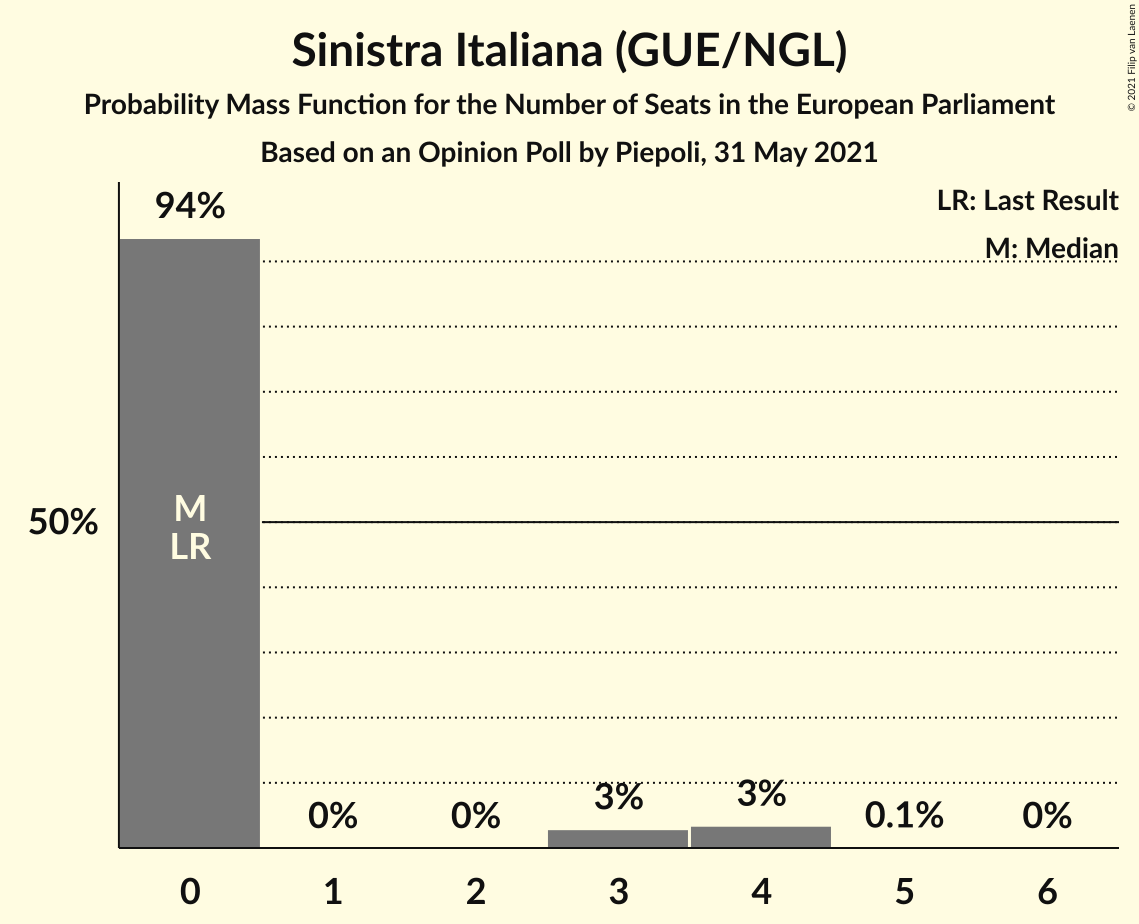 Sinistra Italiana (GUE/NGL)
Probability Mass Function for the Number of Seats in the European Parliament
Based on an Opinion Poll by Piepoli, 31 May 2021
© 2021 Filip van Laenen
LR: Last Result
M: Median
94%
50%
M
LR
0%
0%
3%
3%
0.1%
0%
0
1
2
3
4
5
6